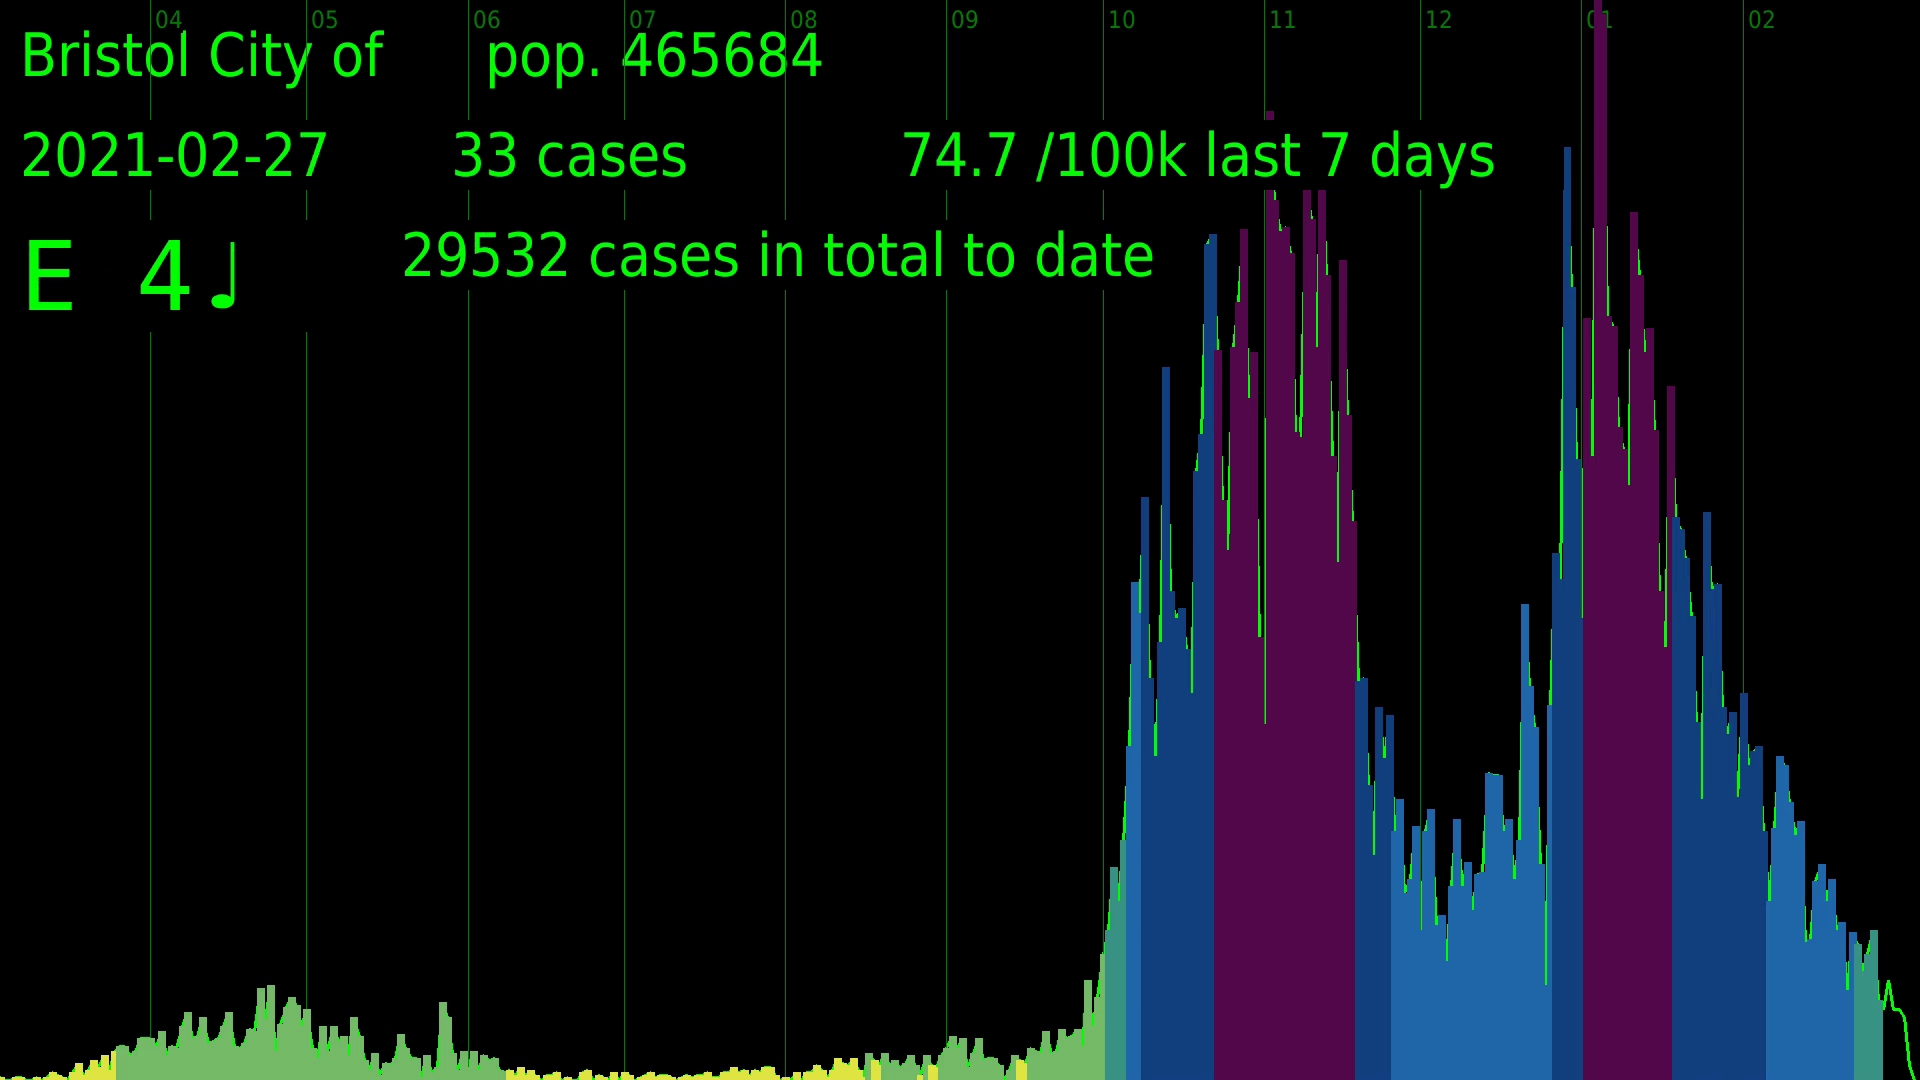 04 05 06 07 08 09 10 11 12 01 02
Bristol City of pop. 465684
2021-02-27 33 cases 74.7 /100k last 7 days
E 4♩ 29532 cases in total to date